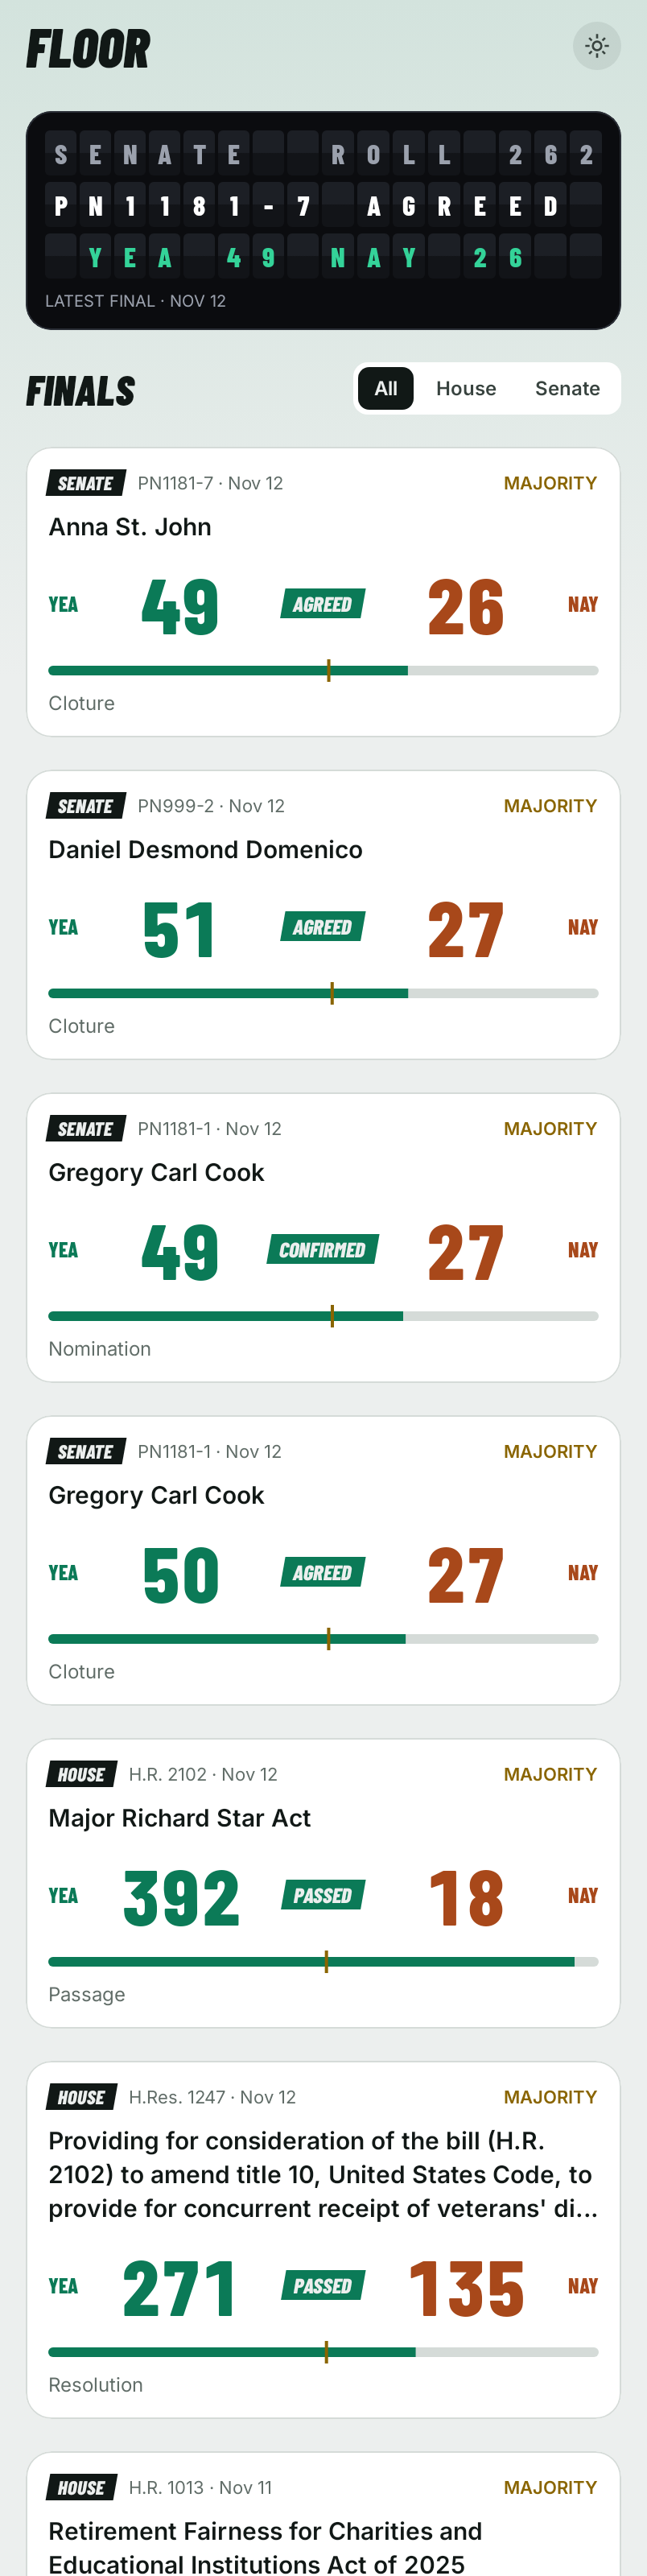 FLOOR
SENATE ROLL 262
PN1181-7 AGREED
YEA 49 NAY 26
LATEST FINAL · NOV 12
FINALS
All House Senate
SENATE PN1181-7 · Nov 12 MAJORITY
Anna St. John
YEA 49 AGREED 26 NAY
Cloture
SENATE PN999-2 · Nov 12 MAJORITY
Daniel Desmond Domenico
YEA 51 AGREED 27 NAY
Cloture
SENATE PN1181-1 · Nov 12 MAJORITY
Gregory Carl Cook
YEA 49 CONFIRMED 27 NAY
Nomination
SENATE PN1181-1 · Nov 12 MAJORITY
Gregory Carl Cook
YEA 50 AGREED 27 NAY
Cloture
HOUSE H.R. 2102 · Nov 12 MAJORITY
Major Richard Star Act
YEA 392 PASSED 18 NAY
Passage
HOUSE H.Res. 1247 · Nov 12 MAJORITY
Providing for consideration of the bill (H.R.
2102) to amend title 10, United States Code, to
provide for concurrent receipt of veterans' di...
YEA 271 PASSED 135 NAY
Resolution
HOUSE H.R. 1013 · Nov 11 MAJORITY
Retirement Fairness for Charities and
Educational Institutions Act of 2025